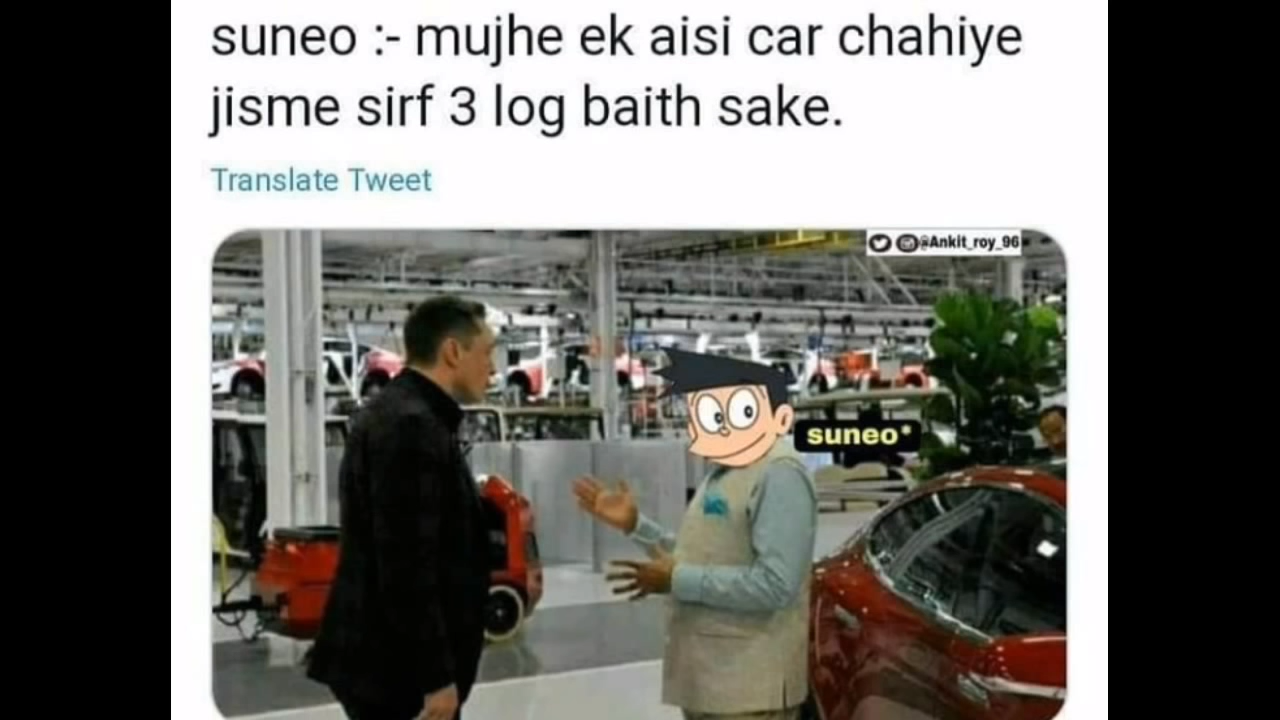 suneo :- mujhe ek aisi car chahiye
jisme sirf 3 log baith sake.
Translate Tweet
@Ankit_roy_96
suneo*